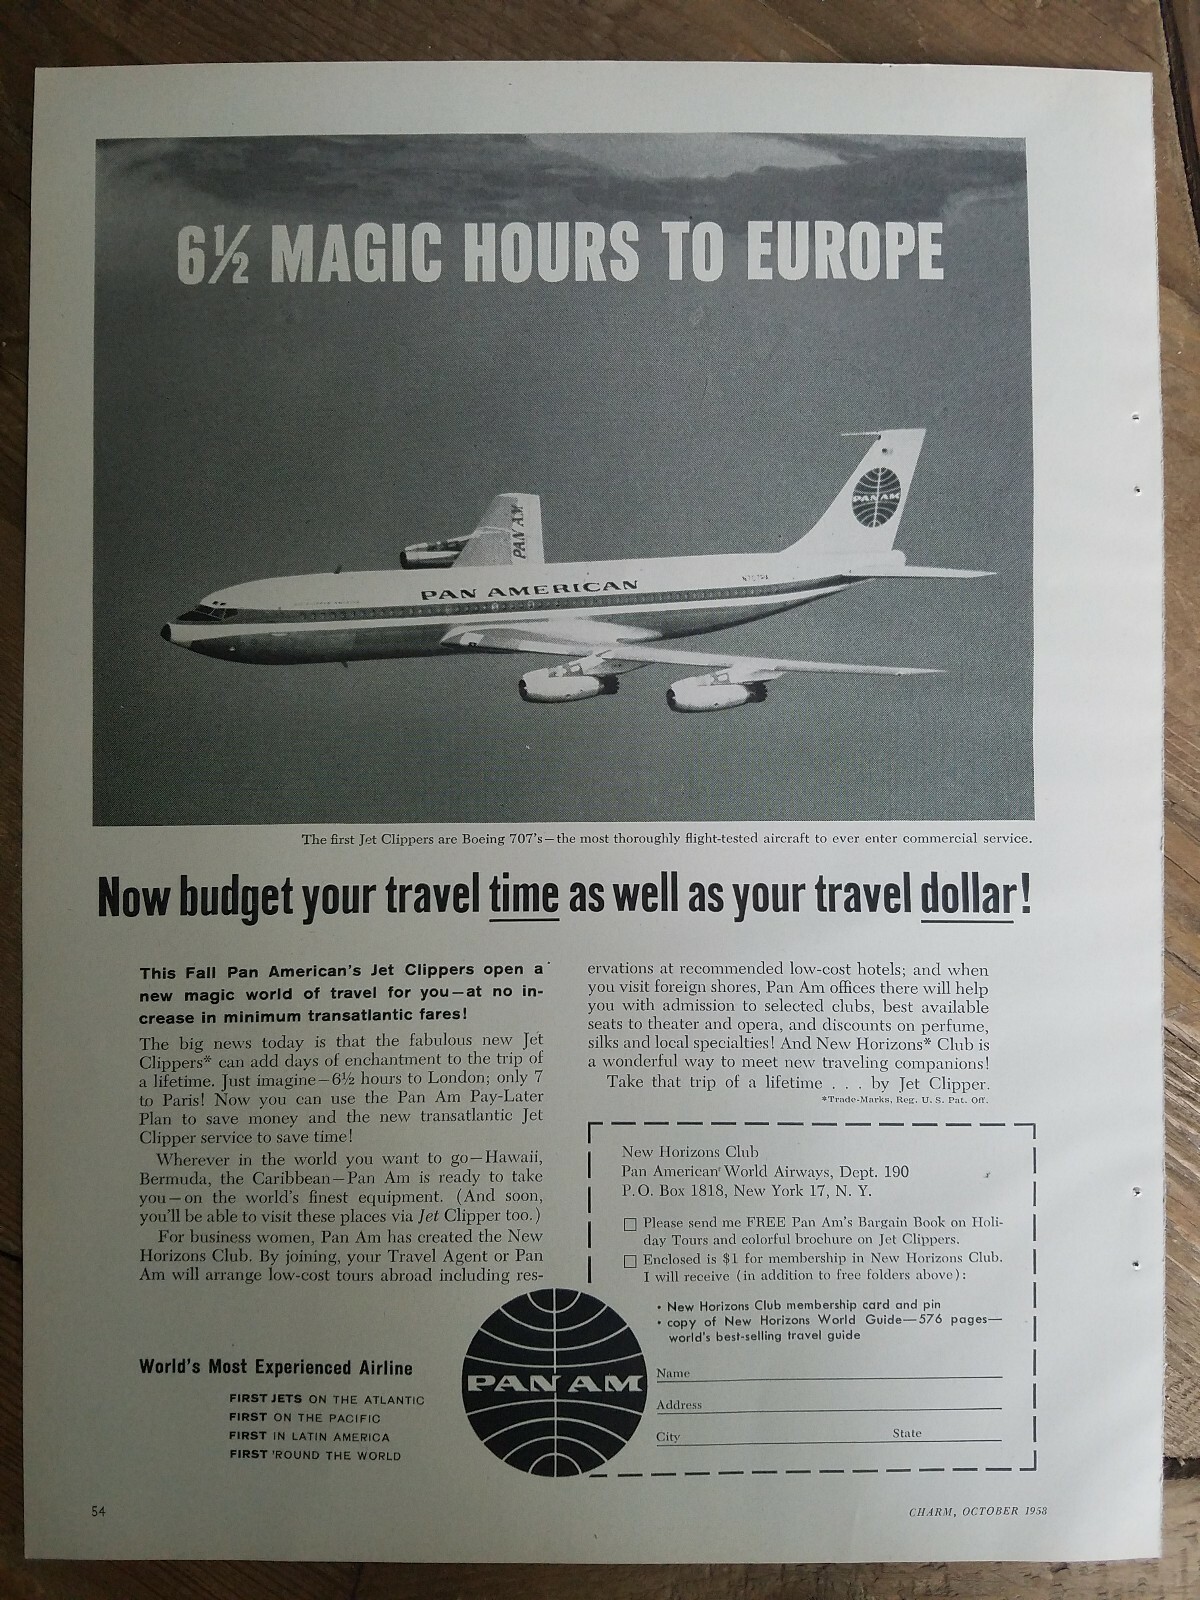 6½ MAGIC HOURS TO EUROPE
PAN AM
PAN AM
PAN AMERICAN
The first Jet Clippers are Boeing 707's—the most thoroughly flight-tested aircraft to ever enter commercial service.
Now budget your travel time as well as your travel dollar!
This Fall Pan American's Jet Clippers open a
new magic world of travel for you—at no in-
crease in minimum transatlantic fares!
The big news today is that the fabulous new Jet
Clippers* can add days of enchantment to the trip of
a lifetime. Just imagine—6½ hours to London; only 7
to Paris! Now you can use the Pan Am Pay-Later
Plan to save money and the new transatlantic Jet
Clipper service to save time!
Wherever in the world you want to go—Hawaii,
Bermuda, the Caribbean—Pan Am is ready to take
you—on the world's finest equipment. (And soon,
you'll be able to visit these places via Jet Clipper too.)
For business women, Pan Am has created the New
Horizons Club. By joining, your Travel Agent or Pan
Am will arrange low-cost tours abroad including res-
ervations at recommended low-cost hotels; and when
you visit foreign shores, Pan Am offices there will help
you with admission to selected clubs, best available
seats to theater and opera, and discounts on perfume,
silks and local specialties! And New Horizons* Club is
a wonderful way to meet new traveling companions!
Take that trip of a lifetime . . . by Jet Clipper.
*Trade-Marks, Reg. U. S. Pat. Off.
New Horizons Club
Pan American World Airways, Dept. 190
P.O. Box 1818, New York 17, N. Y.
Please send me FREE Pan Am's Bargain Book on Holi-
day Tours and colorful brochure on Jet Clippers.
Enclosed is $1 for membership in New Horizons Club.
I will receive (in addition to free folders above):
• New Horizons Club membership card and pin
• copy of New Horizons World Guide—576 pages—
world's best-selling travel guide
Name
Address
City State
World's Most Experienced Airline
FIRST JETS ON THE ATLANTIC
FIRST ON THE PACIFIC
FIRST IN LATIN AMERICA
FIRST 'ROUND THE WORLD
PAN AM
54
CHARM, OCTOBER 1958